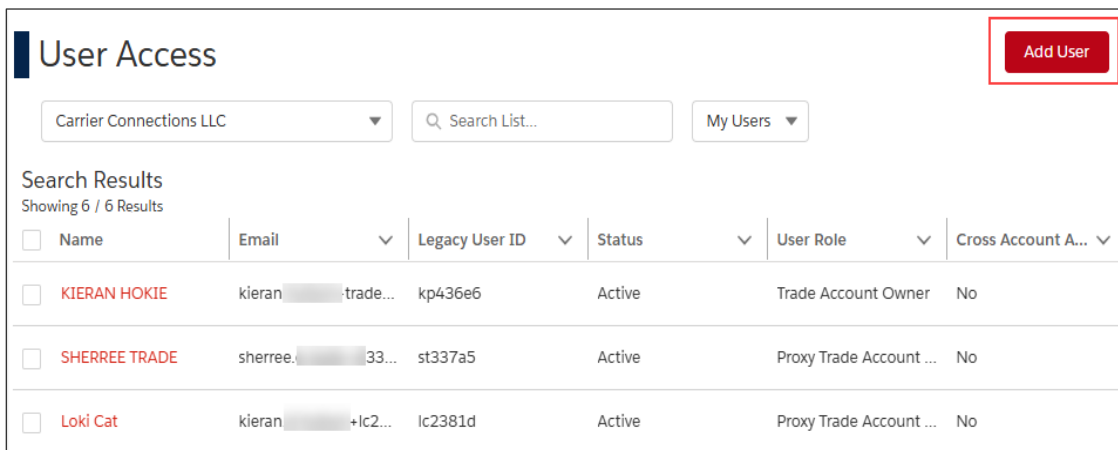 User Access
Add User
Carrier Connections LLC
Search List...
My Users
Search Results
Showing 6 / 6 Results
Name Email Legacy User ID Status User Role Cross Account A...
KIERAN HOKIE kieran -trade... kp436e6 Active Trade Account Owner No
SHERREE TRADE sherree. 33... st337a5 Active Proxy Trade Account ... No
Loki Cat kieran +lc2... lc2381d Active Proxy Trade Account ... No